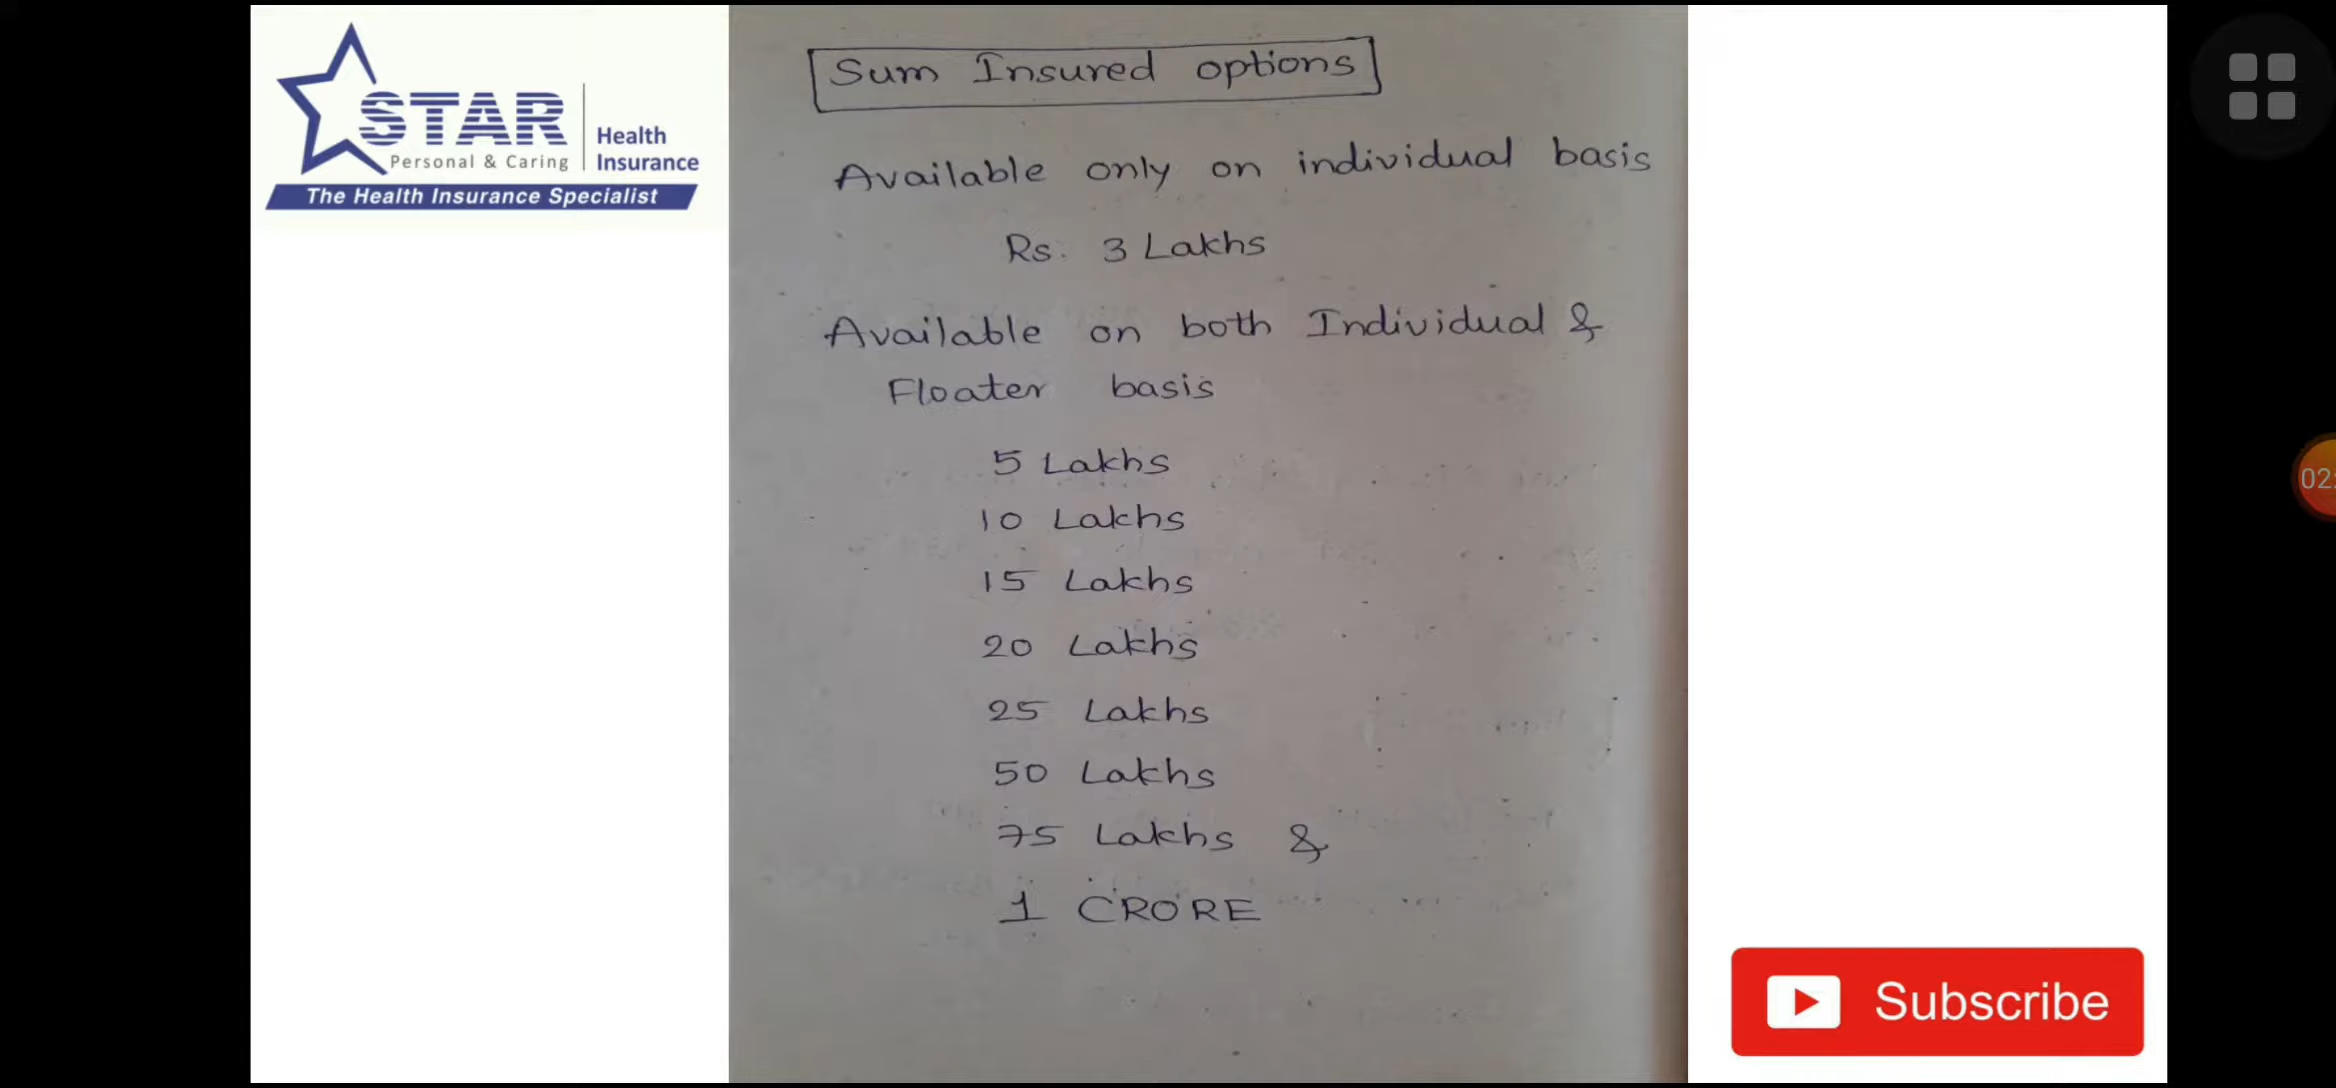 STAR
Personal & Caring
Health
Insurance
The Health Insurance Specialist
Sum Insured options
Available only on individual basis
Rs. 3 Lakhs
Available on both Individual &
Floater basis
5 Lakhs
10 Lakhs
15 Lakhs
20 Lakhs
25 Lakhs
50 Lakhs
75 Lakhs &
1 CRORE
02:
Subscribe